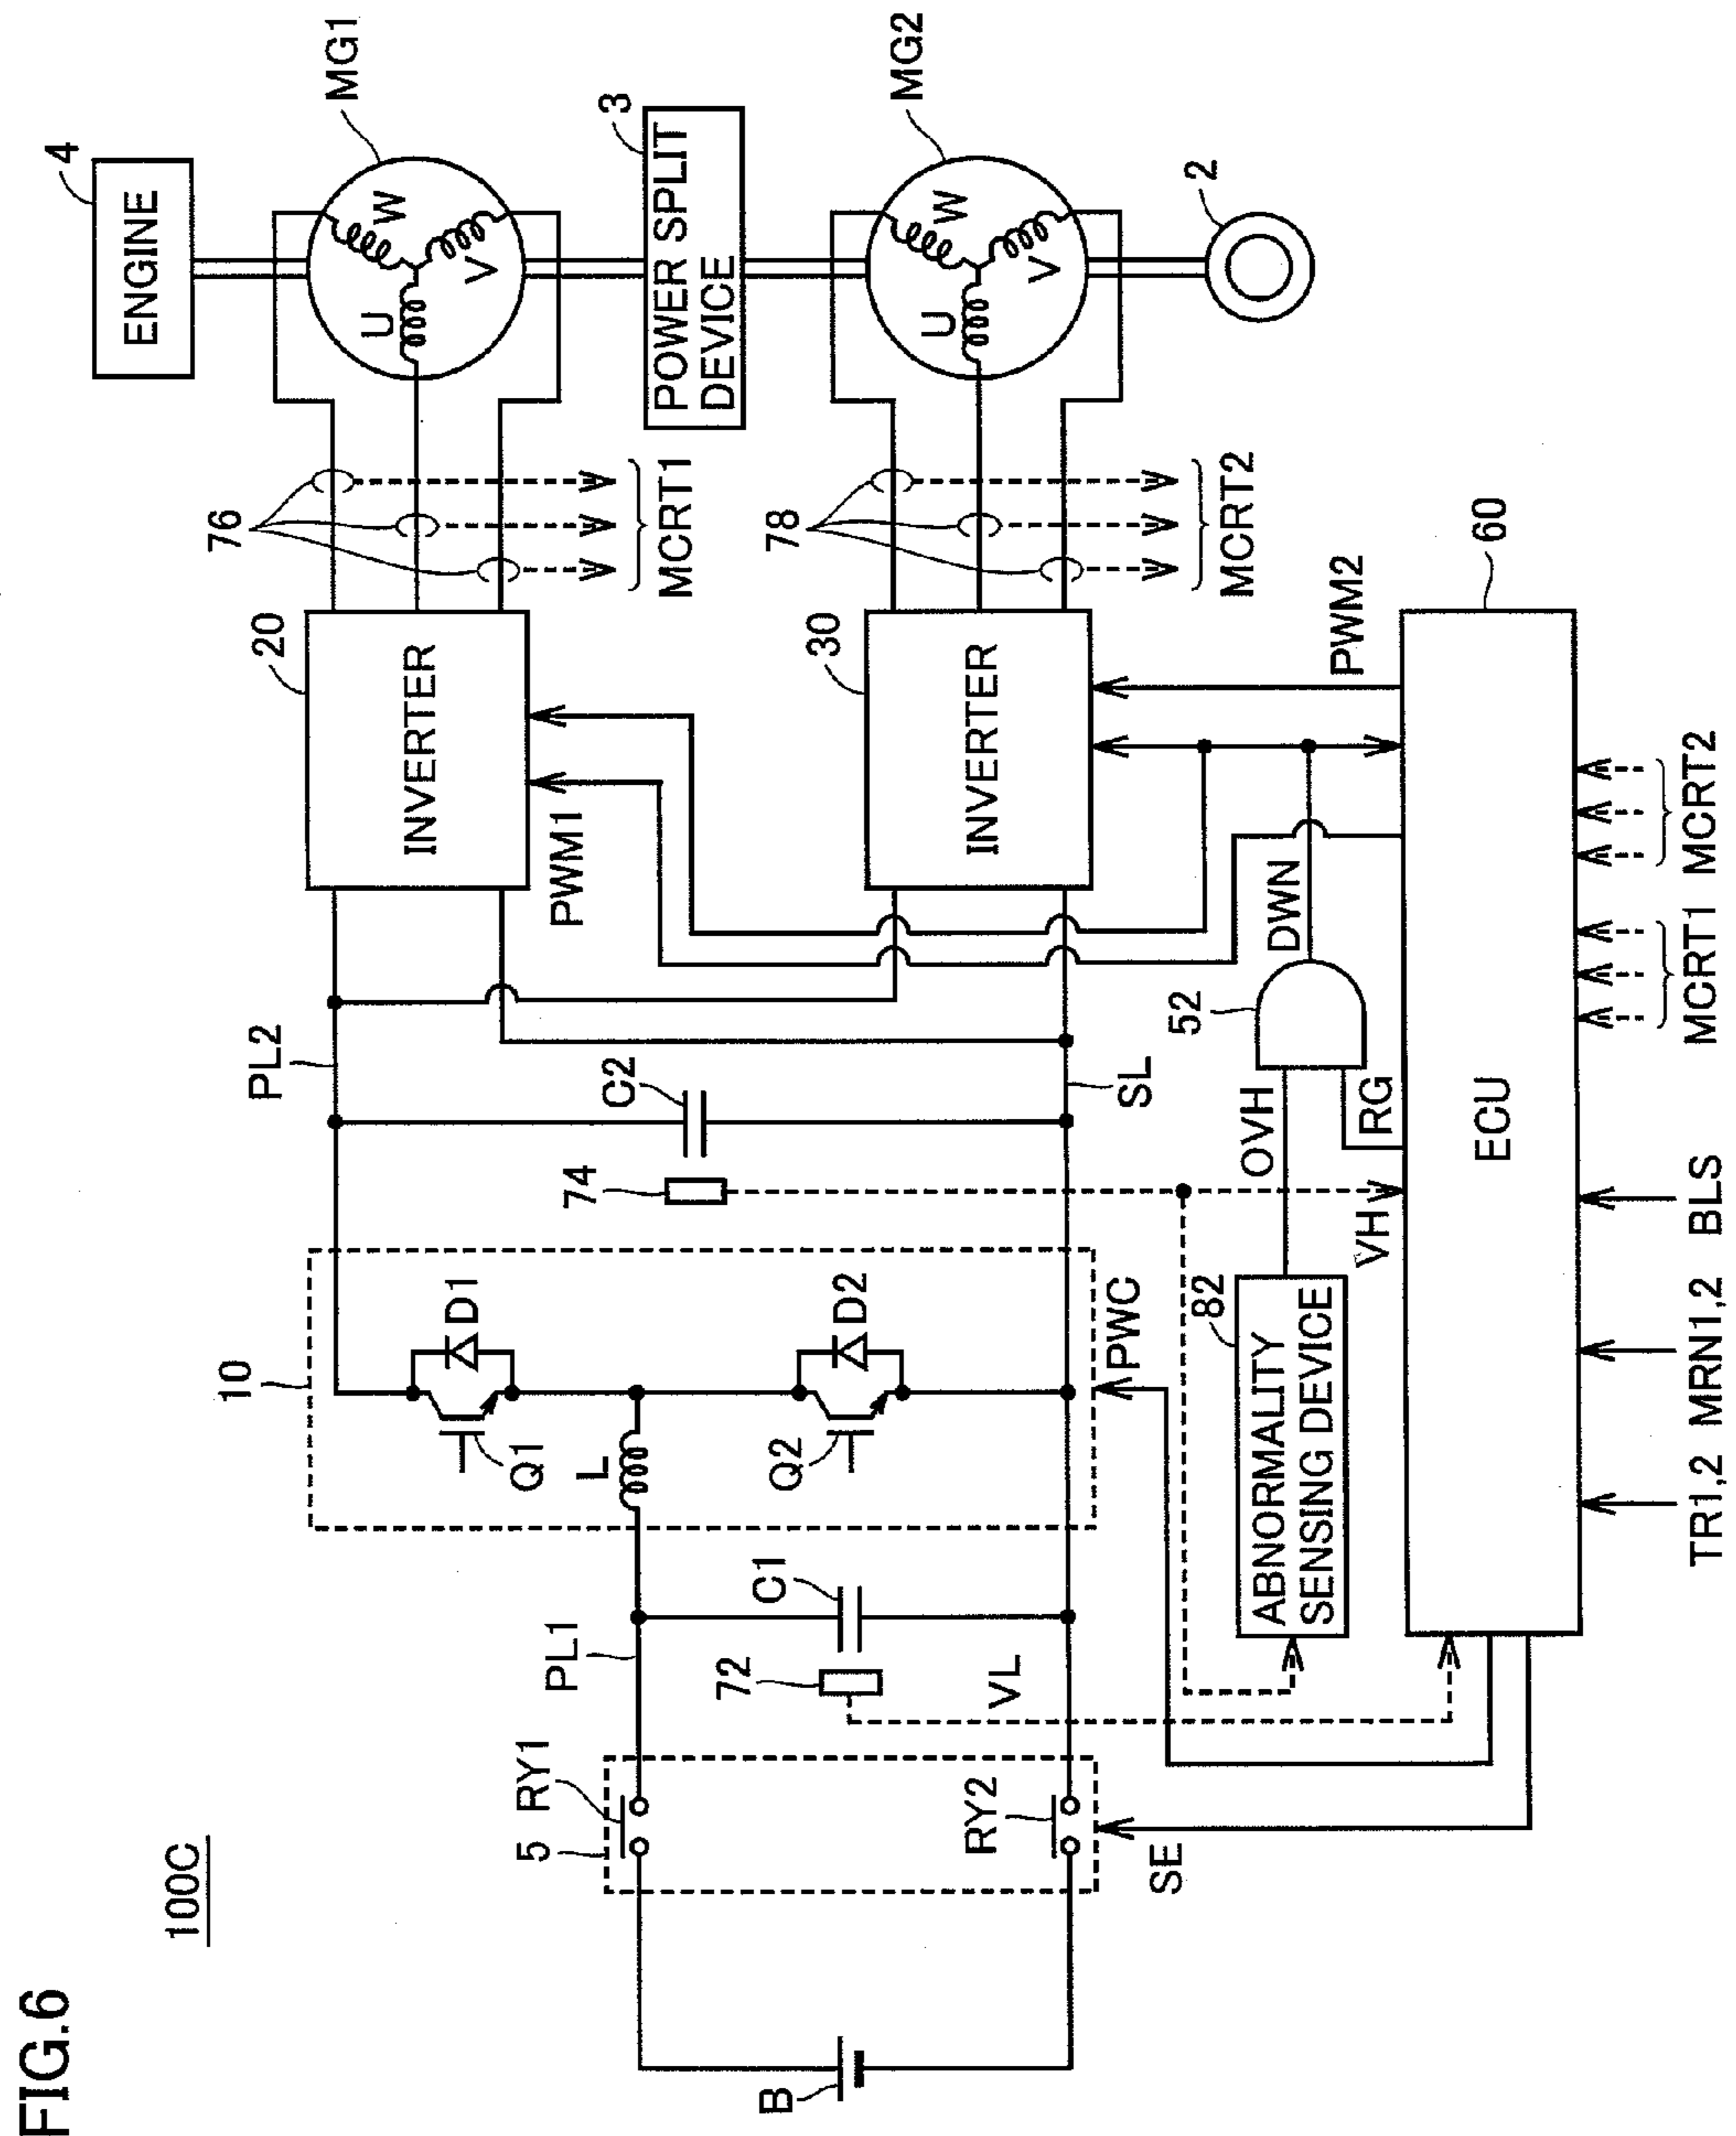 FIG.6
100C
B
5
RY1
RY2
SE
PL1
72
C1
VL
10
Q1
D1
L
Q2
D2
PWC
74
C2
PL2
SL
20
INVERTER
PWM1
30
INVERTER
PWM2
76
MCRT1
78
MCRT2
4
ENGINE
MG1
U
V
W
3
POWER SPLIT
DEVICE
MG2
U
V
W
2
82
ABNORMALITY
SENSING DEVICE
OVH
VH
RG
52
DWN
60
ECU
TR1,2
MRN1,2
BLS
MCRT1
MCRT2